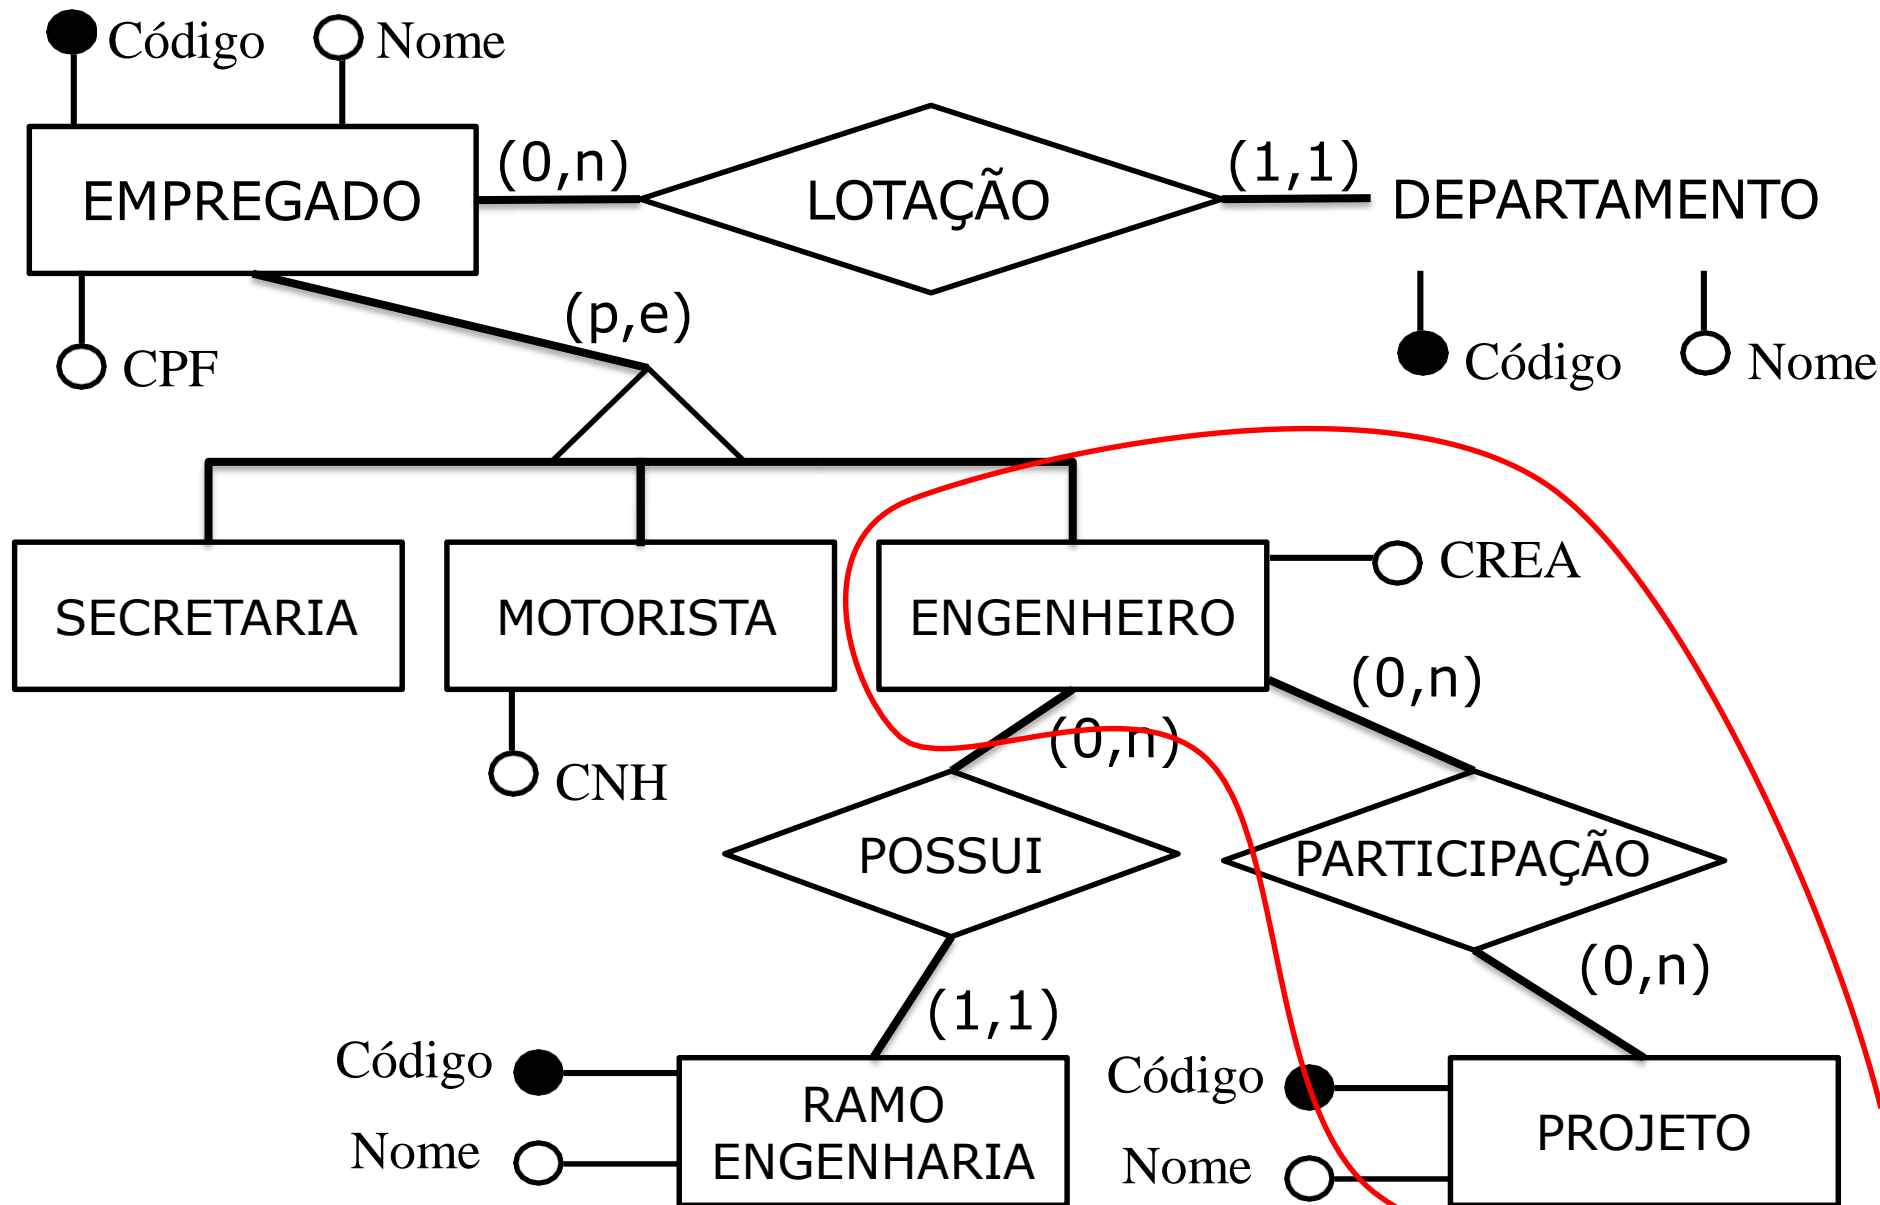 Código
Nome
EMPREGADO
(0,n)
LOTAÇÃO
(1,1)
DEPARTAMENTO
CPF
(p,e)
Código
Nome
SECRETARIA
MOTORISTA
ENGENHEIRO
CREA
CNH
(0,n)
(0,n)
POSSUI
PARTICIPAÇÃO
(1,1)
(0,n)
Código
Nome
RAMO
ENGENHARIA
Código
Nome
PROJETO